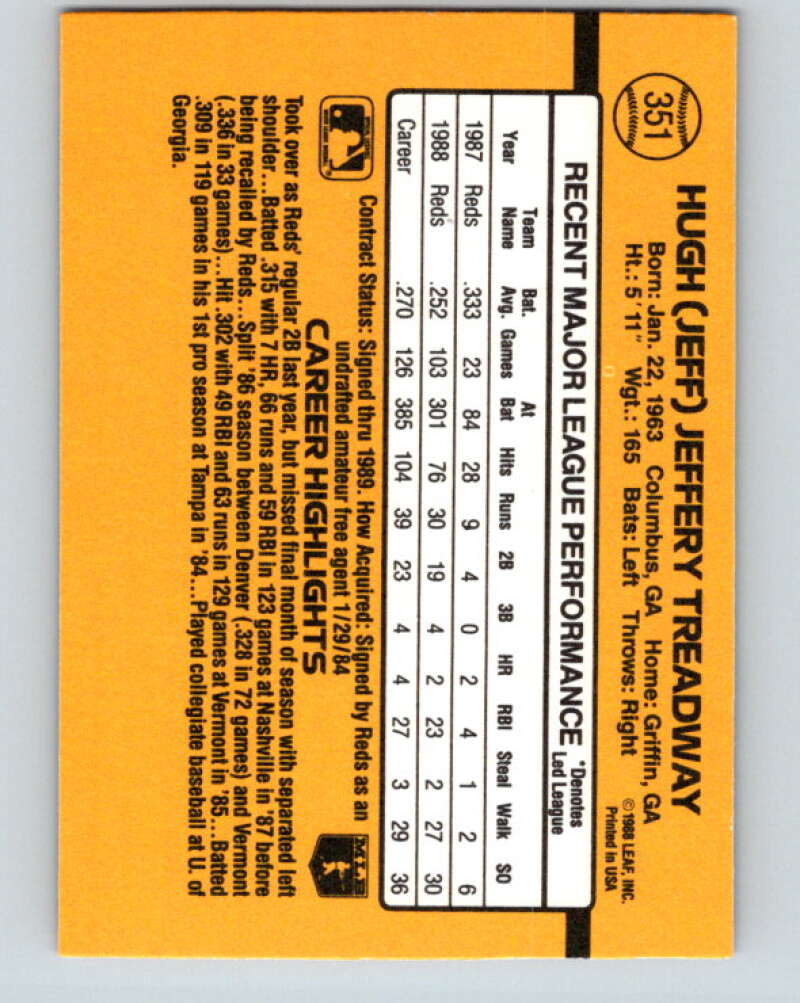 351
HUGH (JEFF) JEFFERY TREADWAY
Born: Jan. 22, 1963 Columbus, GA Home: Griffin, GA
Ht.: 5'11" Wgt.: 165 Bats: Left Throws: Right
©1988 LEAF, INC.
Printed in USA
RECENT MAJOR LEAGUE PERFORMANCE *Denotes
Led League
Team Bat. At
Year Name Avg. Games Bat Hits Runs 2B 3B HR RBI Steal Walk SO
1987 Reds .333 23 84 28 9 4 0 2 4 1 2 6
1988 Reds .252 103 301 76 30 19 4 2 23 2 27 30
Career .270 126 385 104 39 23 4 4 27 3 29 36
Contract Status: Signed thru 1989. How Acquired: Signed by Reds as an
undrafted amateur free agent 1/29/84
MLB
CAREER HIGHLIGHTS
Took over as Reds' regular 2B last year, but missed final month of season with separated left
shoulder...Batted .315 with 7 HR, 66 runs and 59 RBI in 123 games at Nashville in '87 before
being recalled by Reds...Split '86 season between Denver (.328 in 72 games) and Vermont
(.336 in 33 games)...Hit .302 with 49 RBI and 63 runs in 129 games at Vermont in '85...Batted
.309 in 119 games in his 1st pro season at Tampa in '84...Played collegiate baseball at U. of
Georgia.